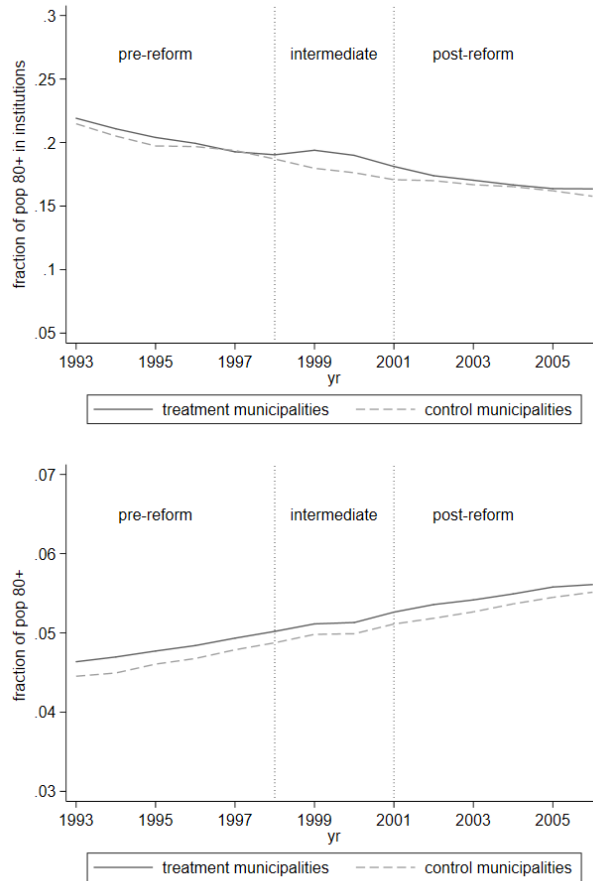 fraction of pop 80+ in institutions
.3
.25
.2
.15
.1
.05
pre-reform intermediate post-reform
1993 1995 1997 1999 2001 2003 2005
yr
treatment municipalities control municipalities
fraction of pop 80+
.07
.06
.05
.04
.03
pre-reform intermediate post-reform
1993 1995 1997 1999 2001 2003 2005
yr
treatment municipalities control municipalities